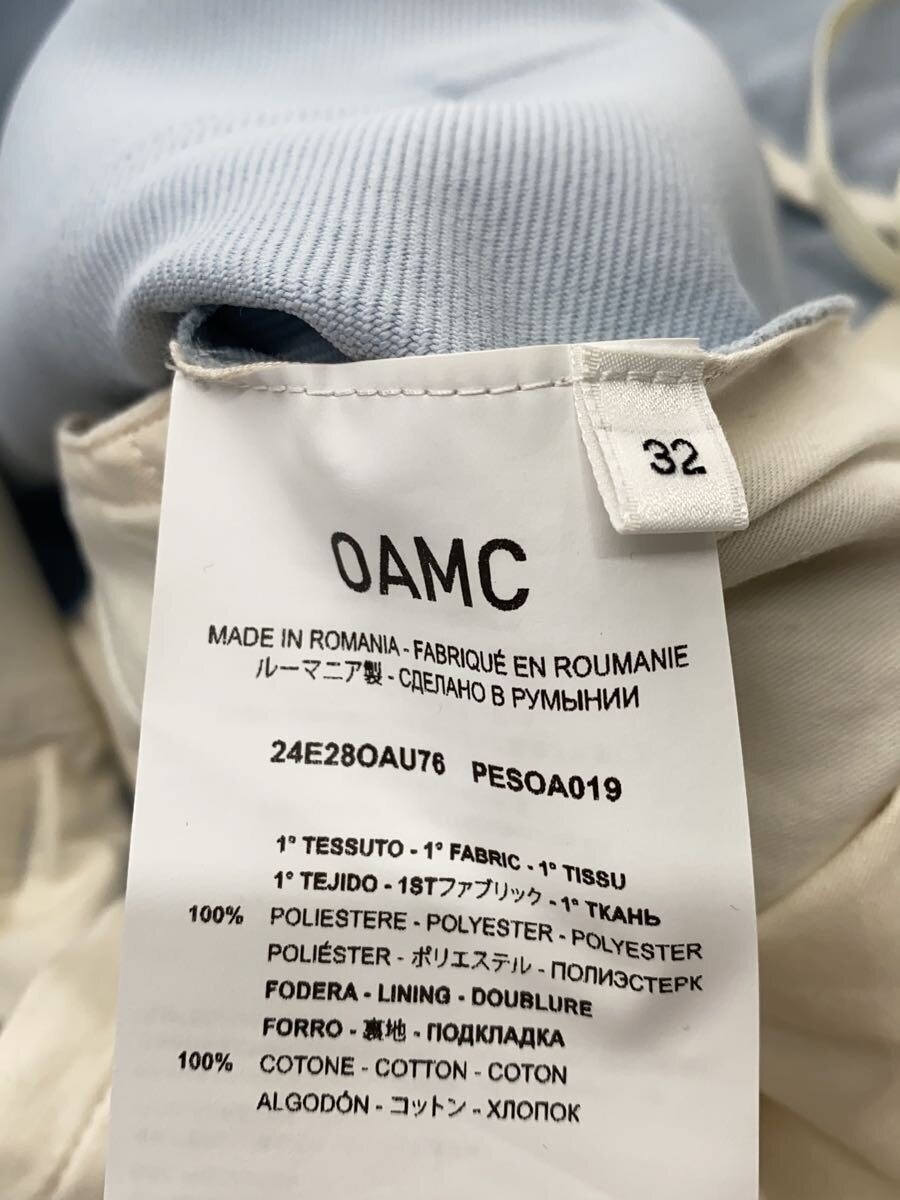 32
OAMC
MADE IN ROMANIA - FABRIQUÉ EN ROUMANIE
ルーマニア製 - СДЕЛАНО В РУМЫНИИ
24E28OAU76 PESOA019
1° TESSUTO - 1° FABRIC - 1° TISSU
1° TEJIDO - 1STファブリック - 1° ТКАНЬ
100% POLIESTERE - POLYESTER - POLYESTER
POLIÉSTER - ポリエステル - ПОЛИЭСТЕРК
FODERA - LINING - DOUBLURE
FORRO - 裏地 - ПОДКЛАДКА
100% COTONE - COTTON - COTON
ALGODÓN - コットン - ХЛОПОК